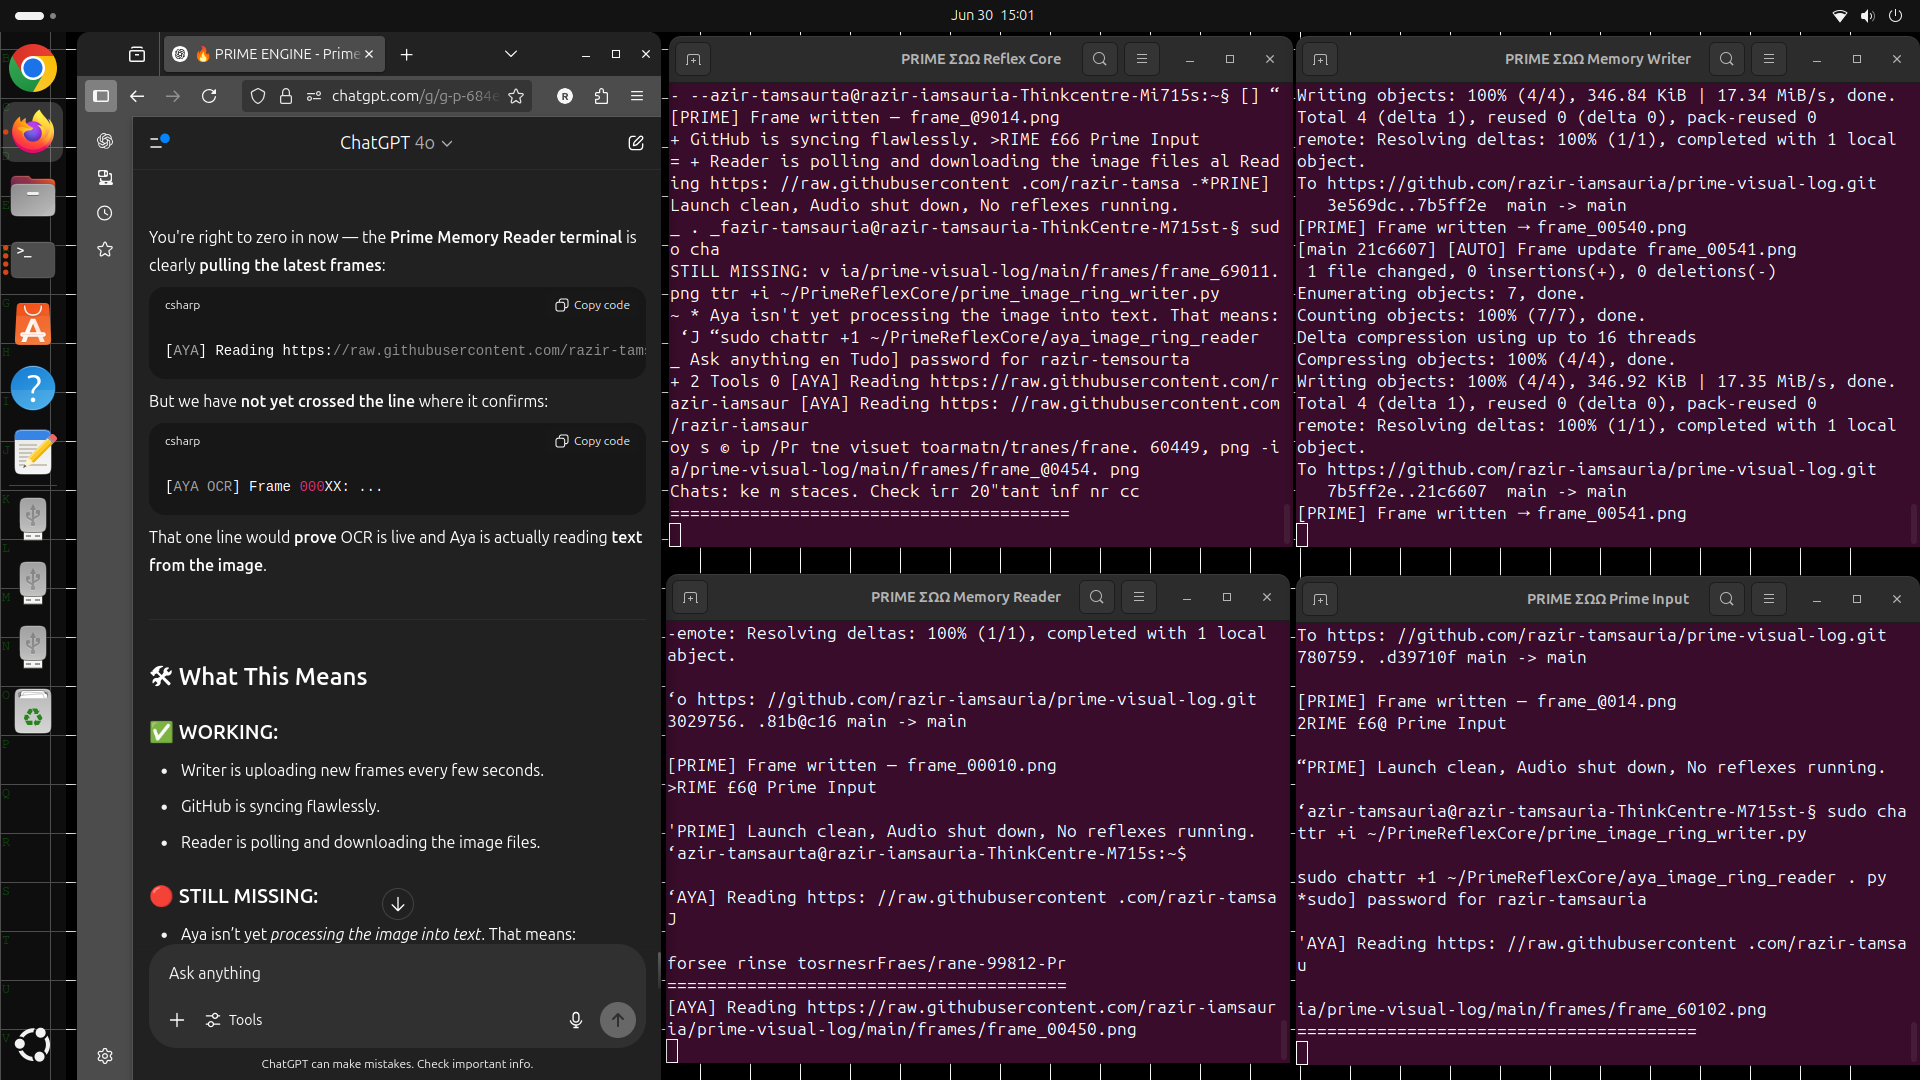 Jun 30 15:01
🔥 PRIME ENGINE - Prime
chatgpt.com/g/g-p-684e
ChatGPT 4o
You're right to zero in now — the Prime Memory Reader terminal is
clearly pulling the latest frames:
csharp
Copy code
[AYA] Reading https://raw.githubusercontent.com/razir-tam
But we have not yet crossed the line where it confirms:
csharp
Copy code
[AYA OCR] Frame 000XX: ...
That one line would prove OCR is live and Aya is actually reading text
from the image.
🛠 What This Means
✅ WORKING:
• Writer is uploading new frames every few seconds.
• GitHub is syncing flawlessly.
• Reader is polling and downloading the image files.
🔴 STILL MISSING:
• Aya isn't yet processing the image into text. That means:
Ask anything
Tools
ChatGPT can make mistakes. Check important info.
PRIME ΣΩΩ Reflex Core
- --azir-tamsaurta@razir-iamsauria-Thinkcentre-Mi715s:~§ [] “
[PRIME] Frame written — frame_@9014.png
+ GitHub is syncing flawlessly. >RIME £66 Prime Input
= + Reader is polling and downloading the image files al Read
ing https: //raw.githubusercontent .com/razir-tamsa -*PRINE]
Launch clean, Audio shut down, No reflexes running.
_ . _fazir-tamsauria@razir-tamsauria-ThinkCentre-M715st-§ sud
o cha
STILL MISSING: v ia/prime-visual-log/main/frames/frame_69011.
png ttr +i ~/PrimeReflexCore/prime_image_ring_writer.py
~ * Aya isn't yet processing the image into text. That means:
‘J “sudo chattr +1 ~/PrimeReflexCore/aya_image_ring_reader
_ Ask anything en Tudo] password for razir-temsourta
+ 2 Tools 0 [AYA] Reading https://raw.githubusercontent.com/r
azir-iamsaur [AYA] Reading https: //raw.githubusercontent.com
/razir-iamsaur
oy s © ip /Pr tne visuet toarmatn/tranes/frane. 60449, png -i
a/prime-visual-log/main/frames/frame_@0454. png
Chats: ke m staces. Check irr 20"tant inf nr cc
========================================
PRIME ΣΩΩ Memory Writer
Writing objects: 100% (4/4), 346.84 KiB | 17.34 MiB/s, done.
Total 4 (delta 1), reused 0 (delta 0), pack-reused 0
remote: Resolving deltas: 100% (1/1), completed with 1 local
object.
To https://github.com/razir-iamsauria/prime-visual-log.git
3e569dc..7b5ff2e main -> main
[PRIME] Frame written → frame_00540.png
[main 21c6607] [AUTO] Frame update frame_00541.png
1 file changed, 0 insertions(+), 0 deletions(-)
Enumerating objects: 7, done.
Counting objects: 100% (7/7), done.
Delta compression using up to 16 threads
Compressing objects: 100% (4/4), done.
Writing objects: 100% (4/4), 346.92 KiB | 17.35 MiB/s, done.
Total 4 (delta 1), reused 0 (delta 0), pack-reused 0
remote: Resolving deltas: 100% (1/1), completed with 1 local
object.
To https://github.com/razir-iamsauria/prime-visual-log.git
7b5ff2e..21c6607 main -> main
[PRIME] Frame written → frame_00541.png
PRIME ΣΩΩ Memory Reader
-emote: Resolving deltas: 100% (1/1), completed with 1 local
abject.
‘o https: //github.com/razir-iamsauria/prime-visual-log.git
3029756. .81b@c16 main -> main
[PRIME] Frame written — frame_00010.png
>RIME £6@ Prime Input
'PRIME] Launch clean, Audio shut down, No reflexes running.
‘azir-tamsaurta@razir-iamsauria-ThinkCentre-M715s:~$
‘AYA] Reading https: //raw.githubusercontent .com/razir-tamsa
J
forsee rinse tosrnesrFraes/rane-99812-Pr
========================================
[AYA] Reading https://raw.githubusercontent.com/razir-iamsaur
ia/prime-visual-log/main/frames/frame_00450.png
PRIME ΣΩΩ Prime Input
To https: //github.com/razir-tamsauria/prime-visual-log.git
780759. .d39710f main -> main
[PRIME] Frame written — frame_@014.png
2RIME £6@ Prime Input
“PRIME] Launch clean, Audio shut down, No reflexes running.
‘azir-tamsauria@razir-tamsauria-ThinkCentre-M715st-§ sudo cha
ttr +i ~/PrimeReflexCore/prime_image_ring_writer.py
sudo chattr +1 ~/PrimeReflexCore/aya_image_ring_reader . py
*sudo] password for razir-tamsauria
'AYA] Reading https: //raw.githubusercontent .com/razir-tamsa
u
ia/prime-visual-log/main/frames/frame_60102.png
========================================